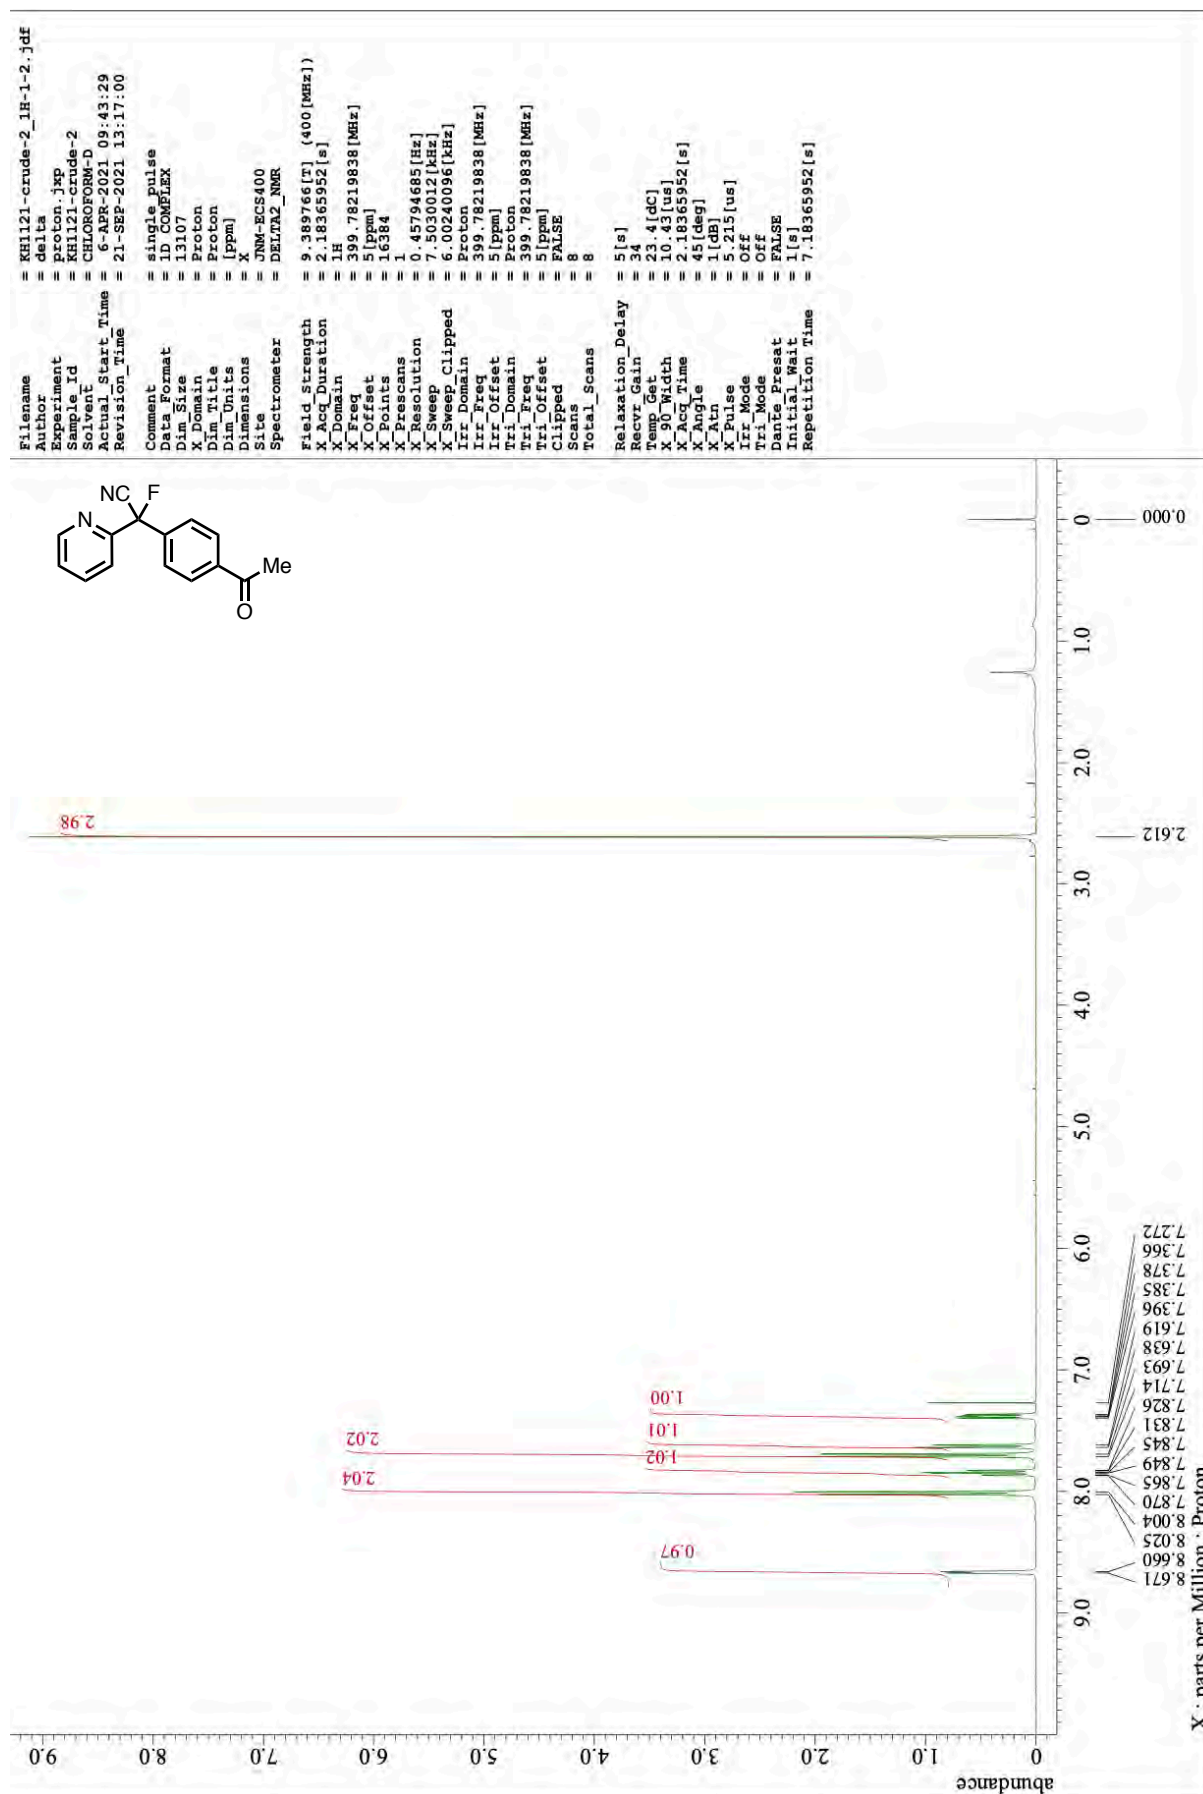 Filename = KH1121-crude-2_1H-1-2.jdf
Author = delta
Experiment = proton.jxp
Sample_Id = KH1121-crude-2
Solvent = CHLOROFORM-D
Actual_Start_Time = 6-APR-2021 09:43:29
Revision_Time = 21-SEP-2021 13:17:00
Comment = single_pulse
Data_Format = 1D COMPLEX
Dim_Size = 13107
X_Domain = Proton
Dim_Title = Proton
Dim_Units = [ppm]
Dimensions = X
Site = JNM-ECS400
Spectrometer = DELTA2_NMR
Field_Strength = 9.389766[T] (400[MHz])
X_Acq_Duration = 2.18365952[s]
X_Domain = 1H
X_Freq = 399.78219838[MHz]
X_Offset = 5[ppm]
X_Points = 16384
X_Prescans = 1
X_Resolution = 0.45794685[Hz]
X_Sweep = 7.5030012[kHz]
X_Sweep_Clipped = 6.00240096[kHz]
Irr_Domain = Proton
Irr_Freq = 399.78219838[MHz]
Irr_Offset = 5[ppm]
Tri_Domain = Proton
Tri_Freq = 399.78219838[MHz]
Tri_Offset = 5[ppm]
Clipped = FALSE
Scans = 8
Total_Scans = 8
Relaxation_Delay = 5[s]
Recvr_Gain = 34
Temp_Get = 23.4[dC]
X_90_Width = 10.43[us]
X_Acq_Time = 2.18365952[s]
X_Angle = 45[deg]
X_Atn = 1[dB]
X_Pulse = 5.215[us]
Irr_Mode = Off
Tri_Mode = Off
Dante_Presat = FALSE
Initial_Wait = 1[s]
Repetition_Time = 7.18365952[s]
NC F
N
Me
O
abundance
0 1.0 2.0 3.0 4.0 5.0 6.0 7.0 8.0 9.0
0.97
2.04
1.02
2.02
1.01
1.00
2.98
9.0 8.0 7.0 6.0 5.0 4.0 3.0 2.0 1.0 0
8.671
8.660
8.025
8.004
7.870
7.865
7.849
7.845
7.831
7.826
7.714
7.693
7.638
7.619
7.396
7.385
7.378
7.366
7.272
2.612
0.000
X : parts per Million : Proton